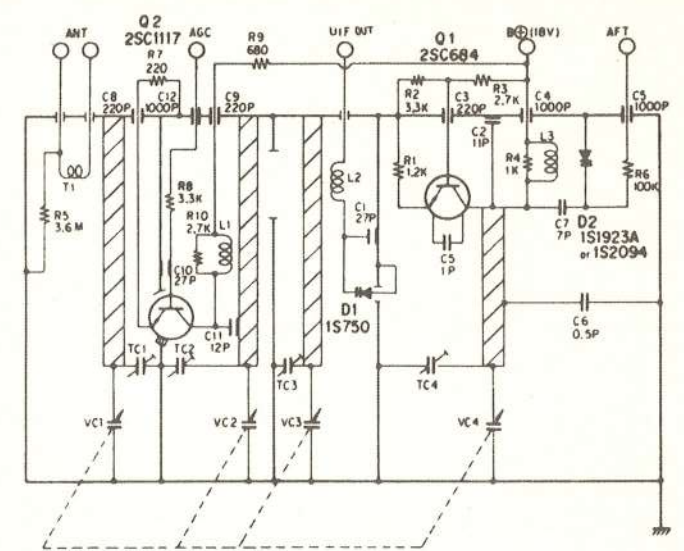 ANT
Q2
2SC1117
AGC
R9
680
UIF OUT
Q1
2SC684
B⊕(18V)
AFT
R7
220
C8
220P
C12
1000P
C9
220P
R2
3,3K
C3
220P
R3
2,7K
C4
1000P
C5
1000P
C2
11P
L3
R4
1K
T1
R8
3.3K
R10
2.7K
L1
L2
R1
1,2K
R6
100K
R5
3.6M
C1
27P
C10
27P
C5
1P
C7
7P
D2
1S1923A
or 1S2094
D1
1S750
C11
12P
C6
0.5P
TC1
TC2
TC3
TC4
VC1
VC2
VC3
VC4